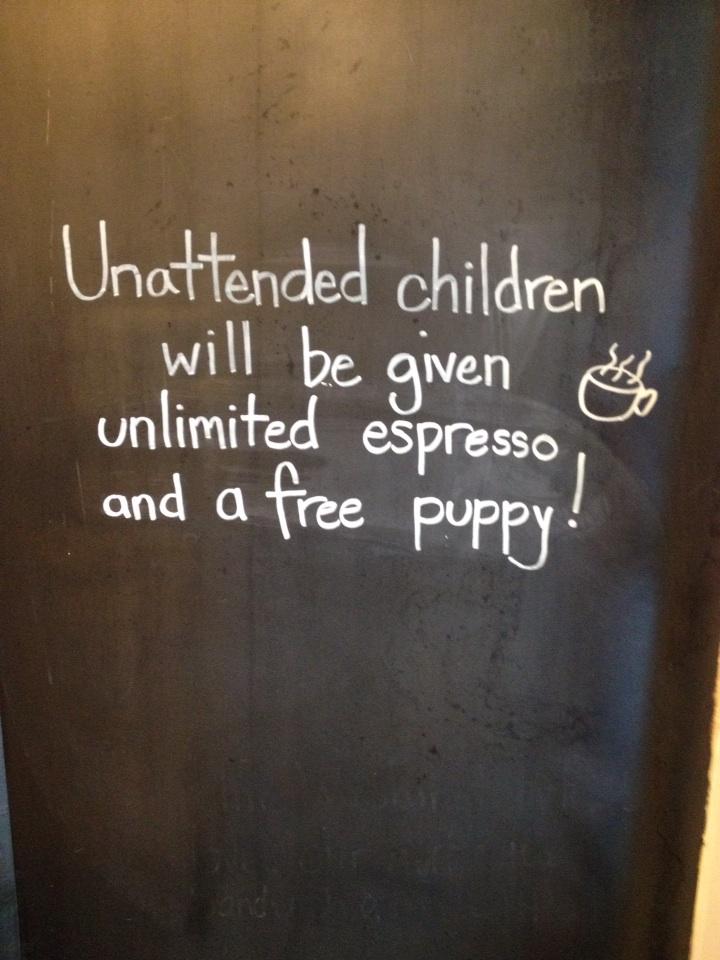 Unattended children
will be given
unlimited espresso
and a free puppy!